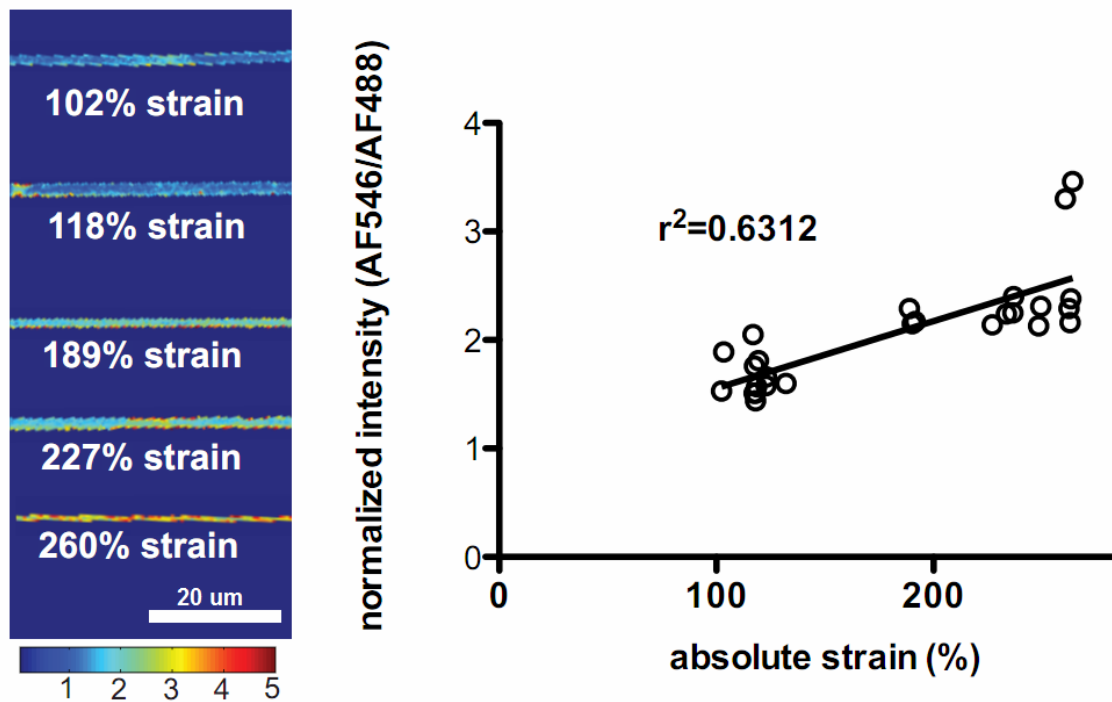 102% strain
118% strain
189% strain
227% strain
260% strain
20 um
1 2 3 4 5
normalized intensity (AF546/AF488)
4
3
2
1
0
r²=0.6312
0 100 200
absolute strain (%)